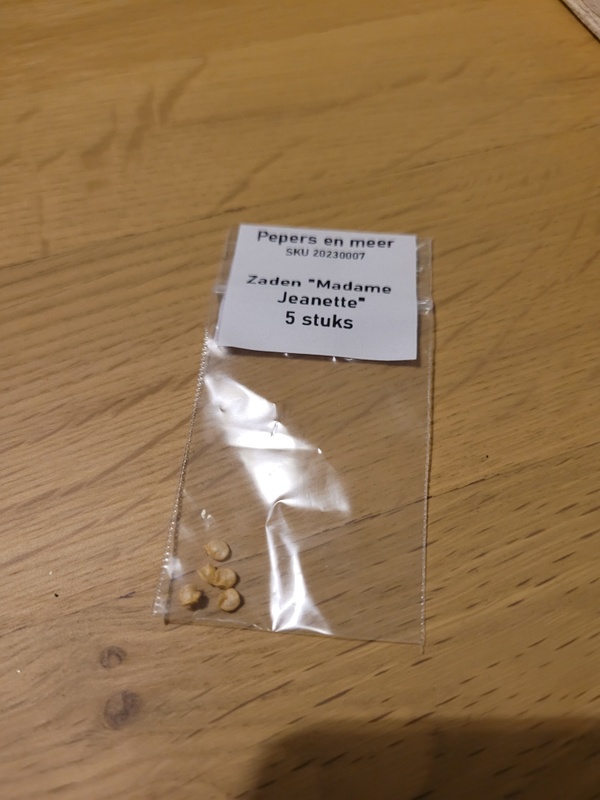 Pepers en meer
SKU 20230007
Zaden "Madame
Jeanette"
5 stuks